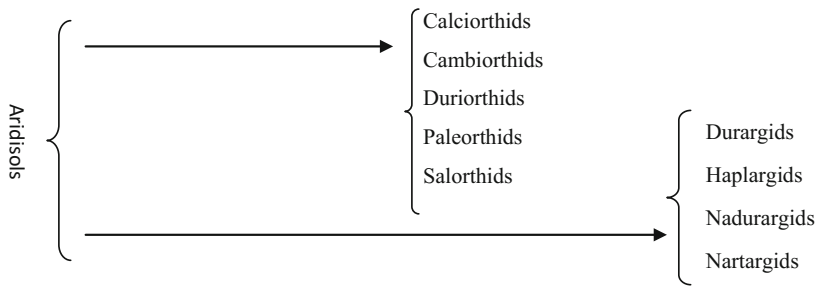 Aridisols
Calciorthids
Cambiorthids
Duriorthids
Paleorthids
Salorthids
Durargids
Haplargids
Nadurargids
Nartargids